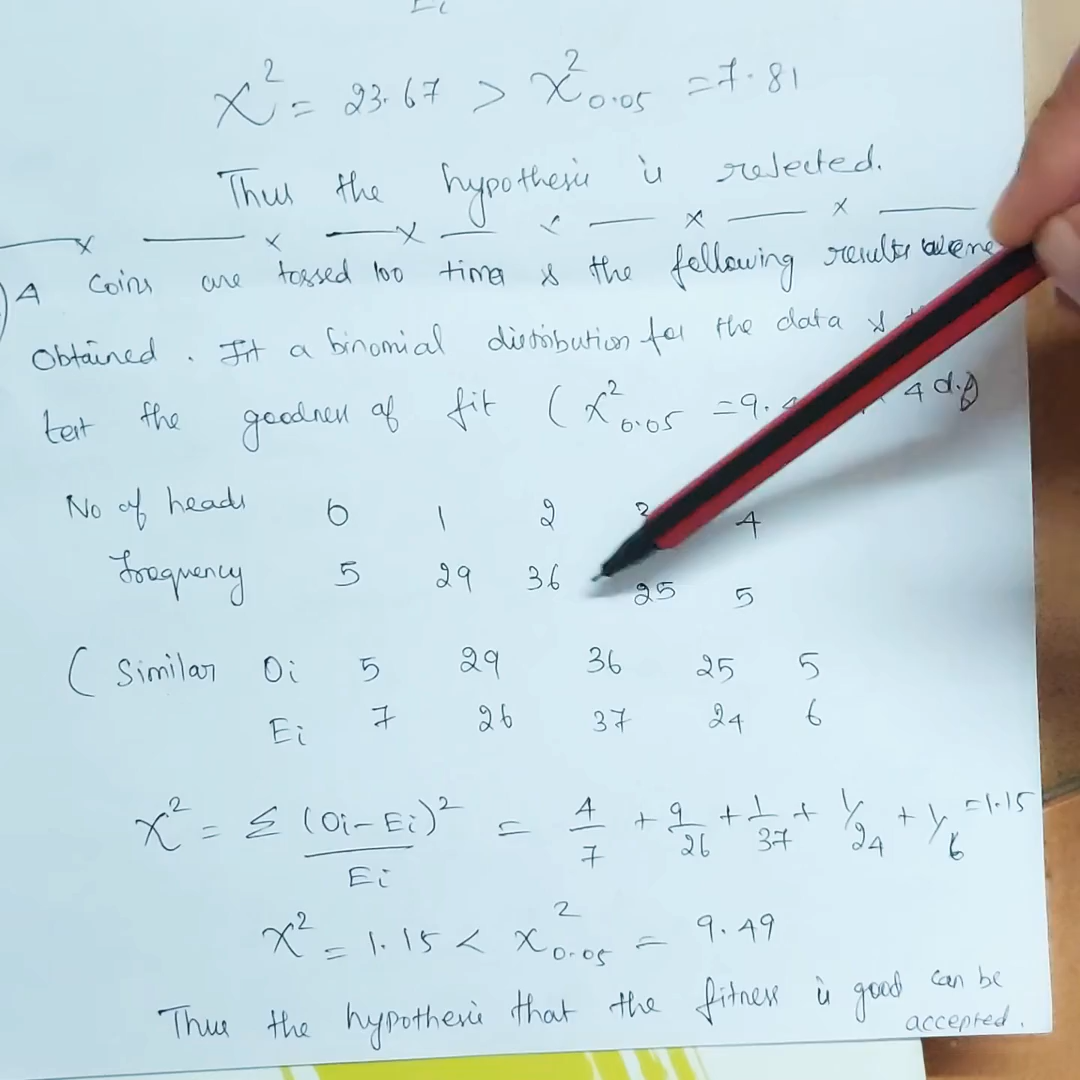 χ² = 23.67 > χ²0.05 = 7.81
Thus the hypothesis is rejected.
4 coins are tossed 100 times & the following results were
obtained. Fit a binomial distribution for the data &
test the goodness of fit (χ²0.05 = 9. 4 d.f)
No of heads 0 1 2 3 4
Frequency 5 29 36 25 5
(Similar Oi 5 29 36 25 5
Ei 7 26 37 24 6
χ² = Σ (Oi-Ei)²/Ei = 4/7 + 9/26 + 1/37 + 1/24 + 1/6 = 1.15
χ² = 1.15 < χ²0.05 = 9.49
Thus the hypothesis that the fitness is good can be
accepted.